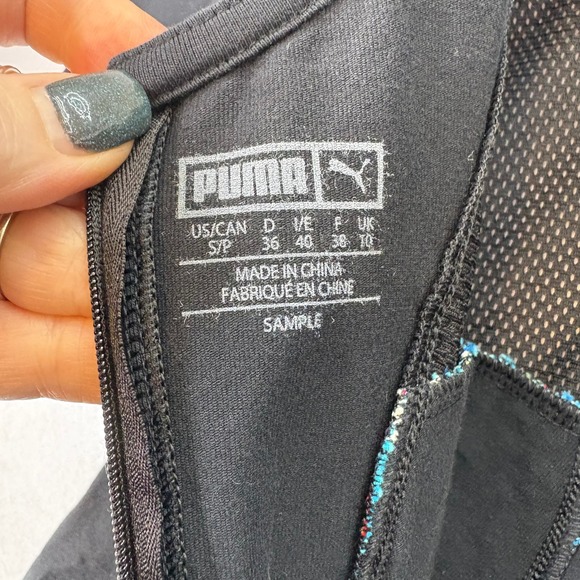 PUMA
US/CAN D I/E F UK
S/P 36 40 38 10
MADE IN CHINA
FABRIQUÉ EN CHINE
SAMPLE